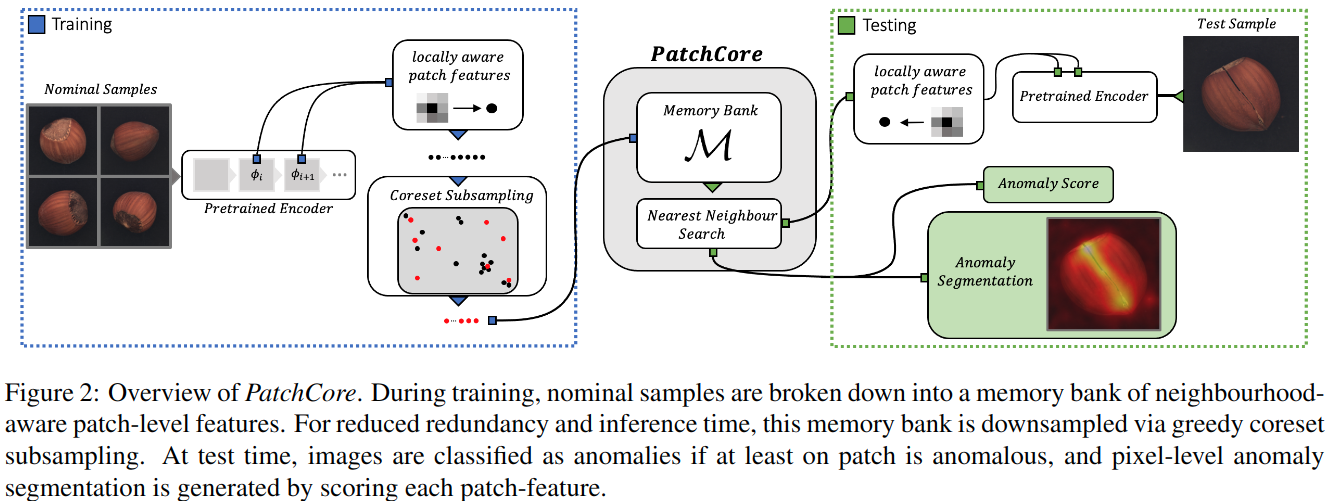 Training
Nominal Samples
ϕi
ϕi+1
...
Pretrained Encoder
locally aware
patch features
Coreset Subsampling
PatchCore
Memory Bank
ℳ
Nearest Neighbour
Search
Testing
locally aware
patch features
Pretrained Encoder
Test Sample
Anomaly Score
Anomaly
Segmentation
Figure 2: Overview of PatchCore. During training, nominal samples are broken down into a memory bank of neighbourhood-
aware patch-level features. For reduced redundancy and inference time, this memory bank is downsampled via greedy coreset
subsampling. At test time, images are classified as anomalies if at least on patch is anomalous, and pixel-level anomaly
segmentation is generated by scoring each patch-feature.